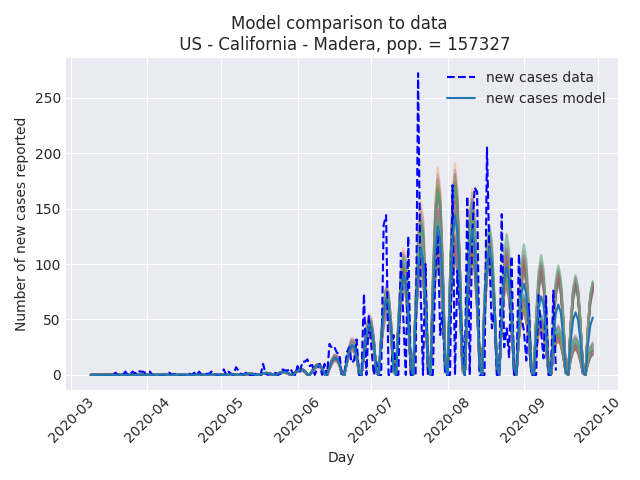 Model comparison to data
US - California - Madera, pop. = 157327
new cases data
new cases model
Number of new cases reported
250
200
150
100
50
0
2020-03
2020-04
2020-05
2020-06
2020-07
2020-08
2020-09
2020-10
Day